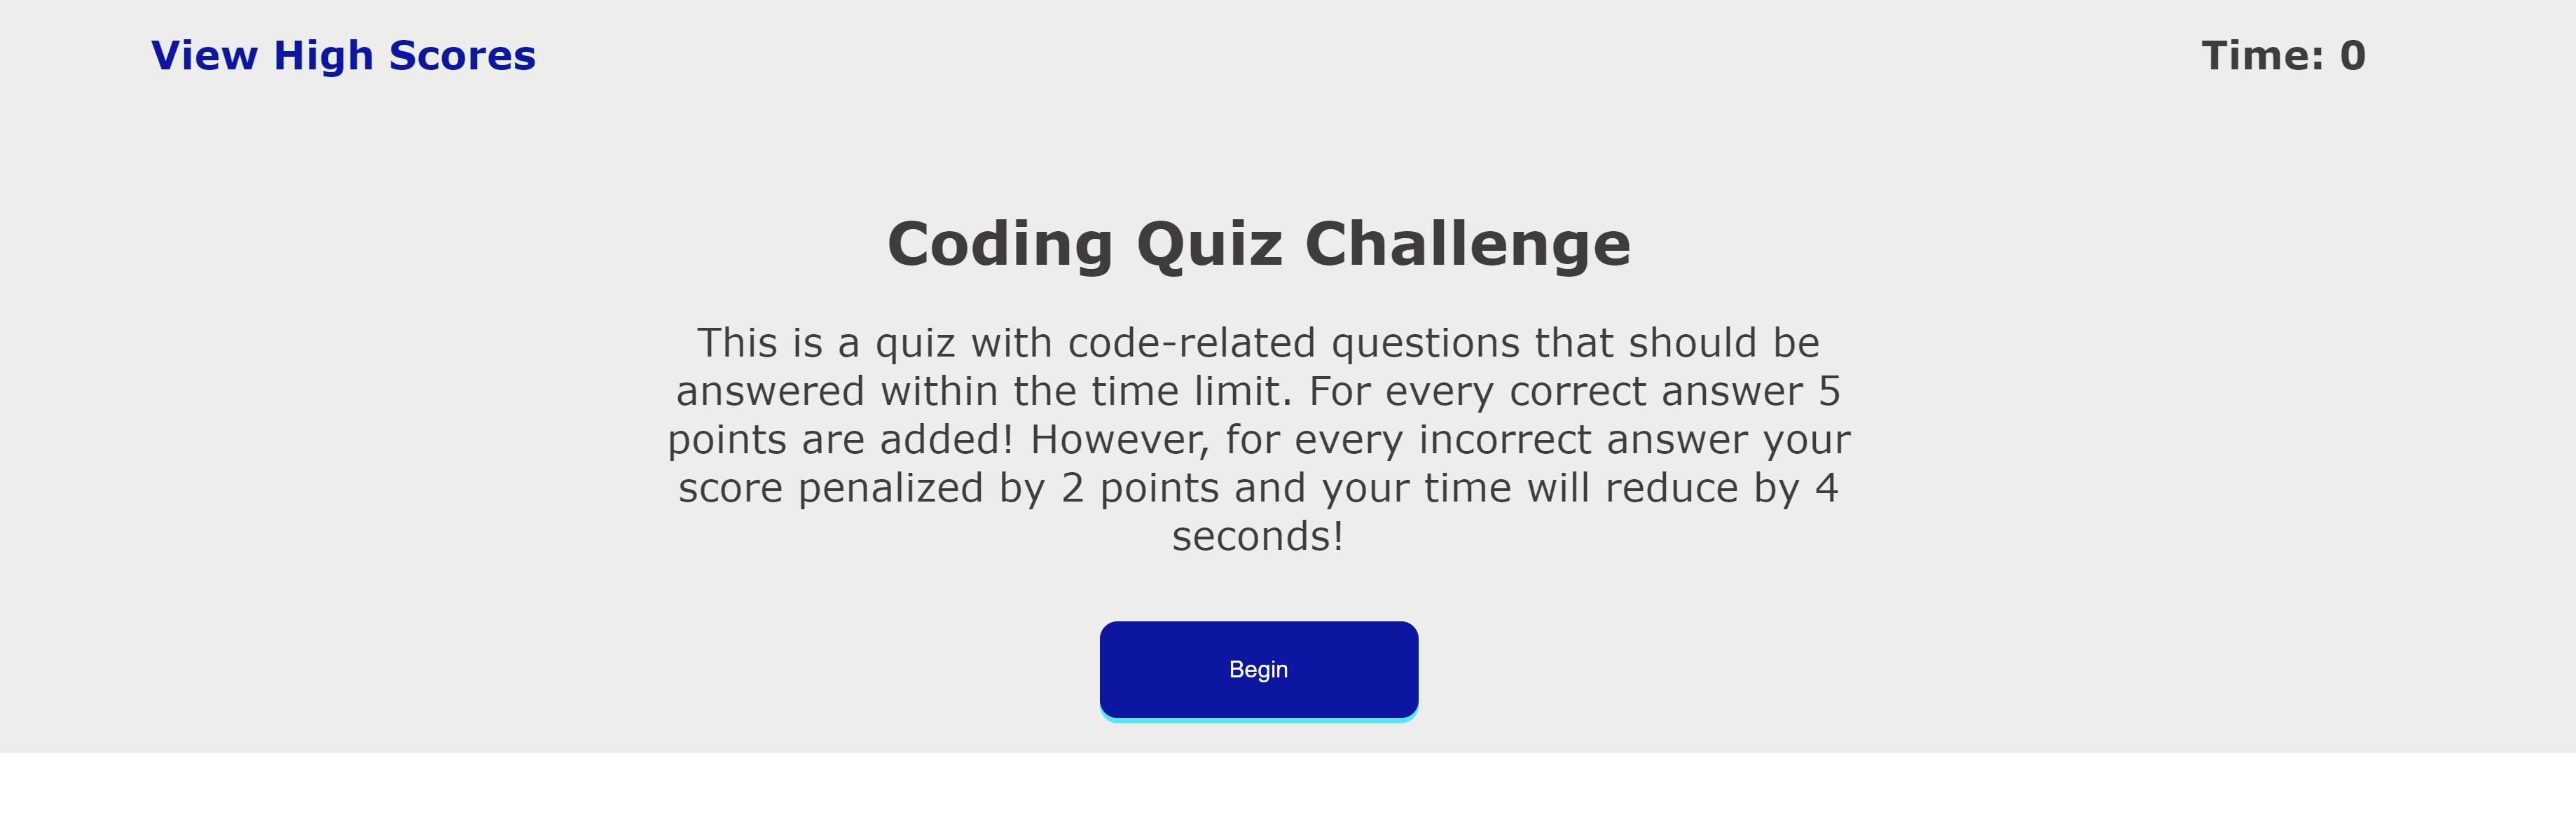 View High Scores
Time: 0
Coding Quiz Challenge
This is a quiz with code-related questions that should be
answered within the time limit. For every correct answer 5
points are added! However, for every incorrect answer your
score penalized by 2 points and your time will reduce by 4
seconds!
Begin